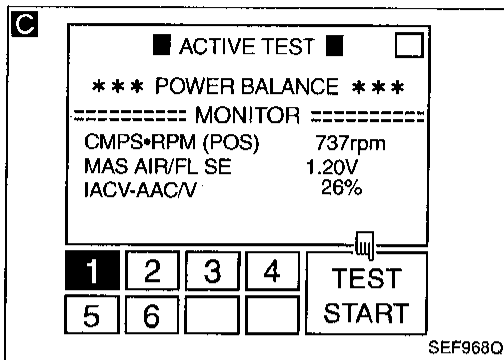 C
■ ACTIVE TEST ■
*** POWER BALANCE ***
========= MONITOR =========
CMPS•RPM (POS) 737rpm
MAS AIR/FL SE 1.20V
IACV-AAC/V 26%
1 2 3 4 TEST
5 6 START
SEF968Q